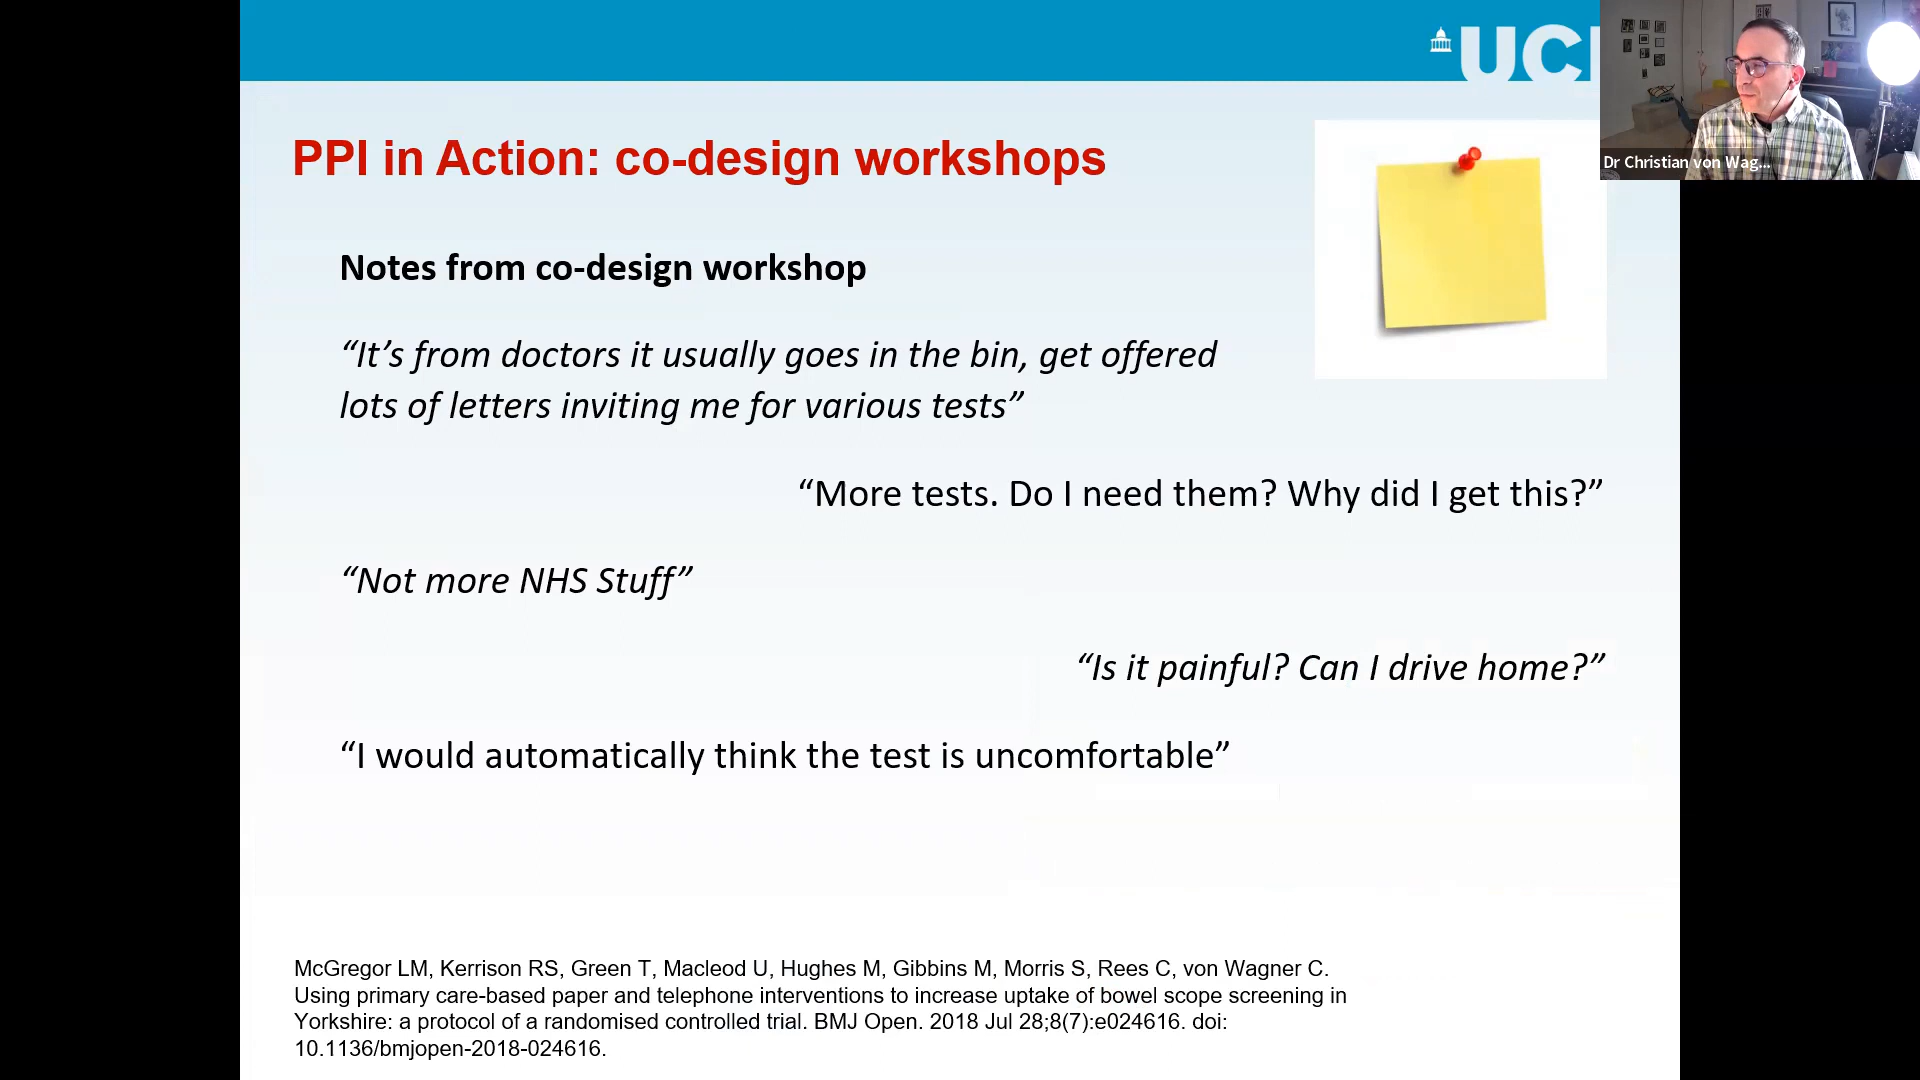 UCL
Dr Christian von Wag...
PPI in Action: co-design workshops
Notes from co-design workshop
“It’s from doctors it usually goes in the bin, get offered
lots of letters inviting me for various tests”
“More tests. Do I need them? Why did I get this?”
“Not more NHS Stuff”
“Is it painful? Can I drive home?”
“I would automatically think the test is uncomfortable”
McGregor LM, Kerrison RS, Green T, Macleod U, Hughes M, Gibbins M, Morris S, Rees C, von Wagner C.
Using primary care-based paper and telephone interventions to increase uptake of bowel scope screening in
Yorkshire: a protocol of a randomised controlled trial. BMJ Open. 2018 Jul 28;8(7):e024616. doi:
10.1136/bmjopen-2018-024616.